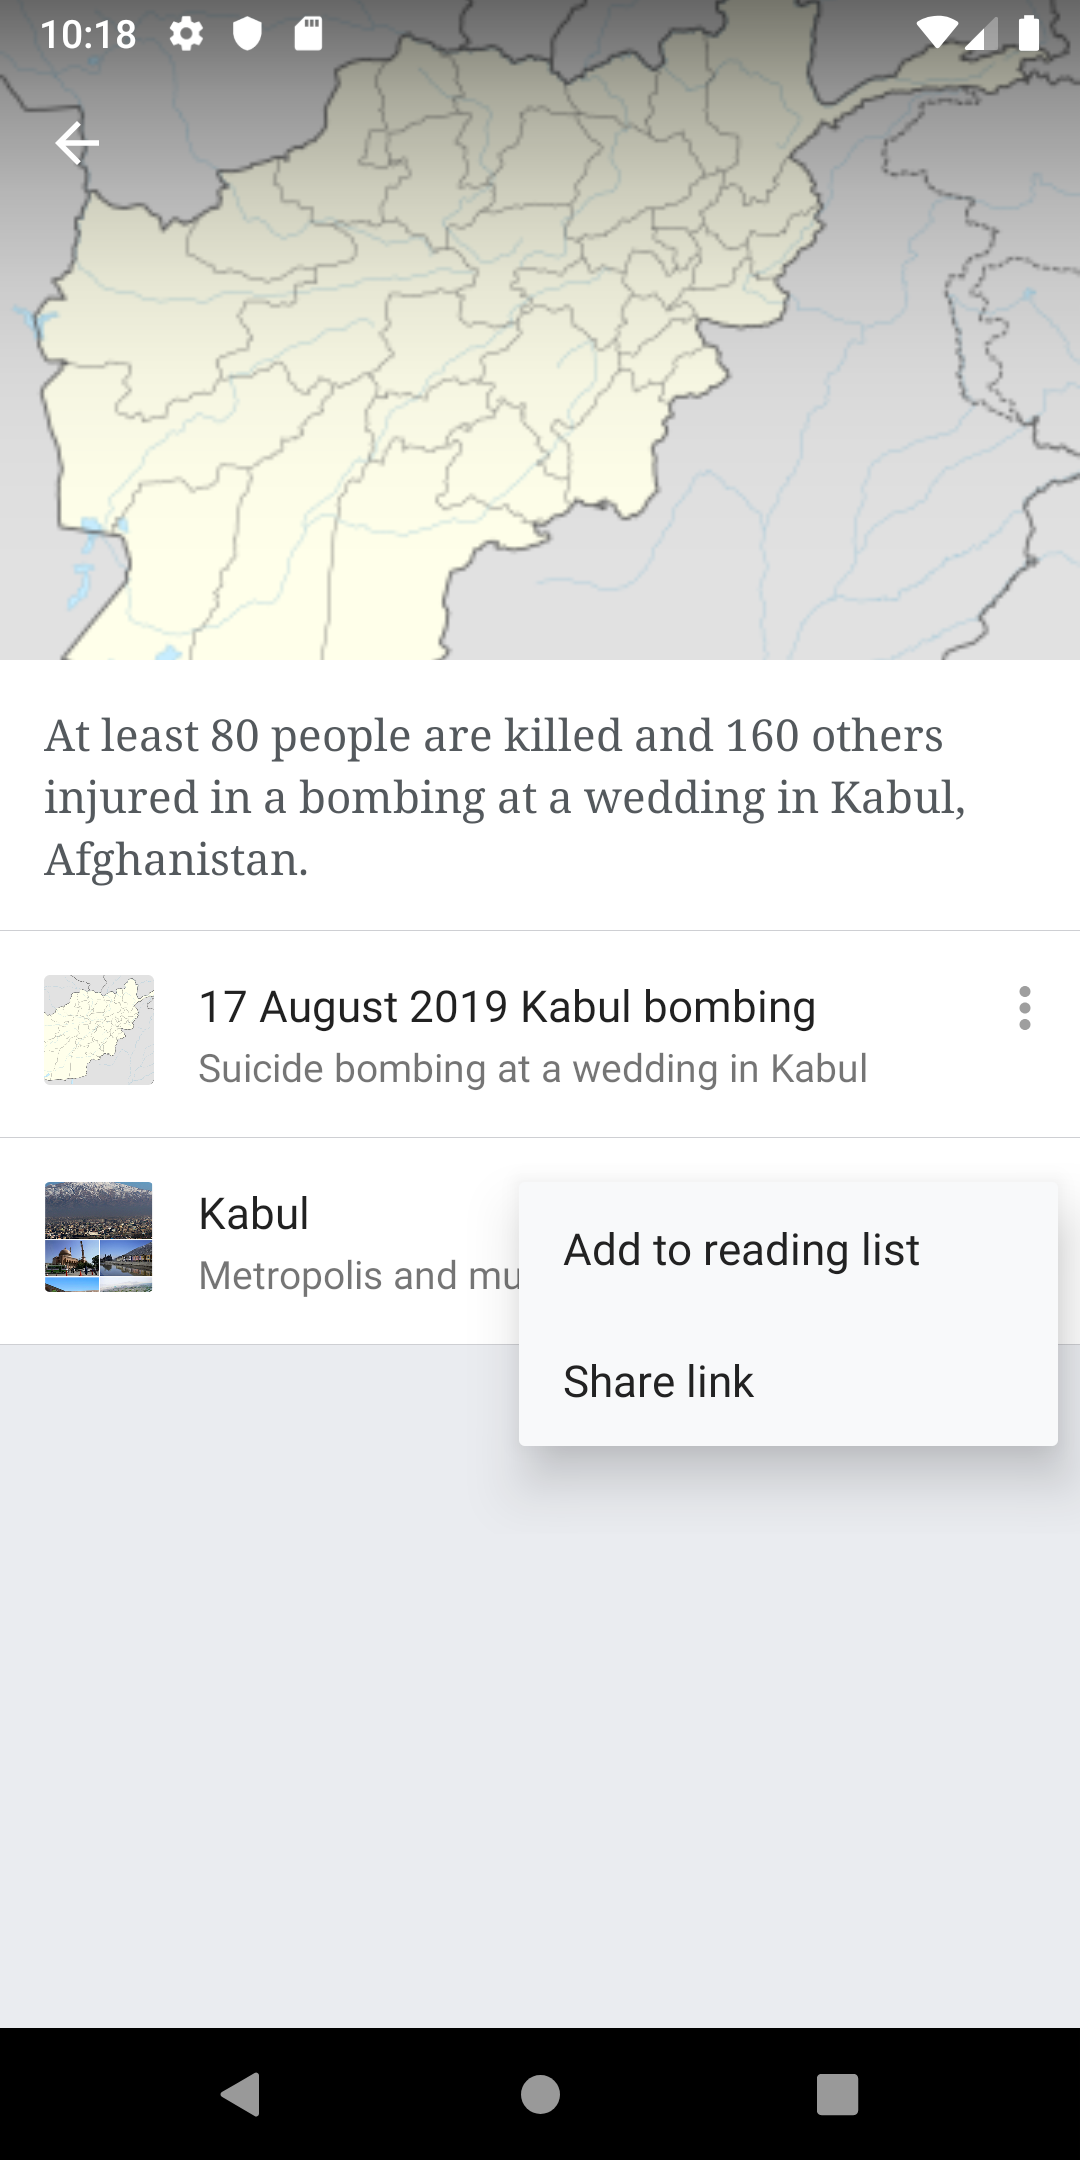 10:18
At least 80 people are killed and 160 others
injured in a bombing at a wedding in Kabul,
Afghanistan.
17 August 2019 Kabul bombing
Suicide bombing at a wedding in Kabul
Kabul
Metropolis and mu
Add to reading list
Share link